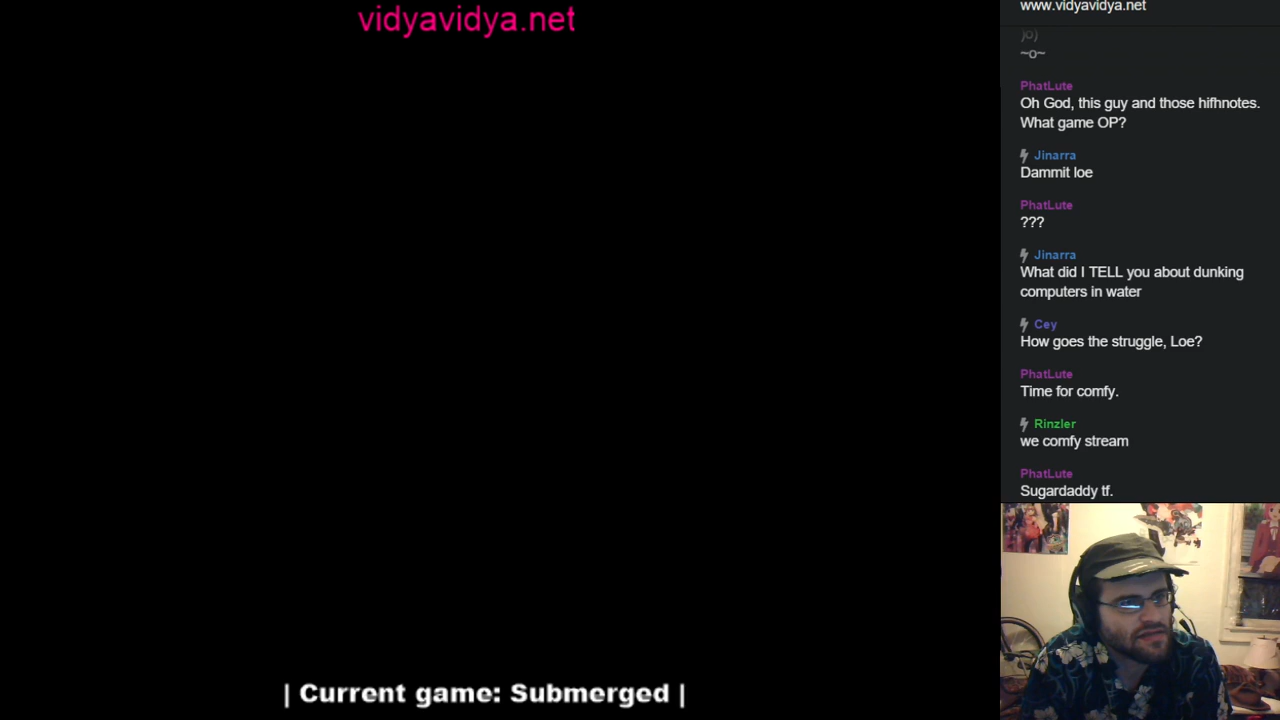 vidyavidya.net
www.vidyavidya.net
~o~
PhatLute
Oh God, this guy and those hifhnotes.
What game OP?
Jinarra
Dammit loe
PhatLute
???
Jinarra
What did I TELL you about dunking
computers in water
Cey
How goes the struggle, Loe?
PhatLute
Time for comfy.
Rinzler
we comfy stream
PhatLute
Sugardaddy tf.
| Current game: Submerged |